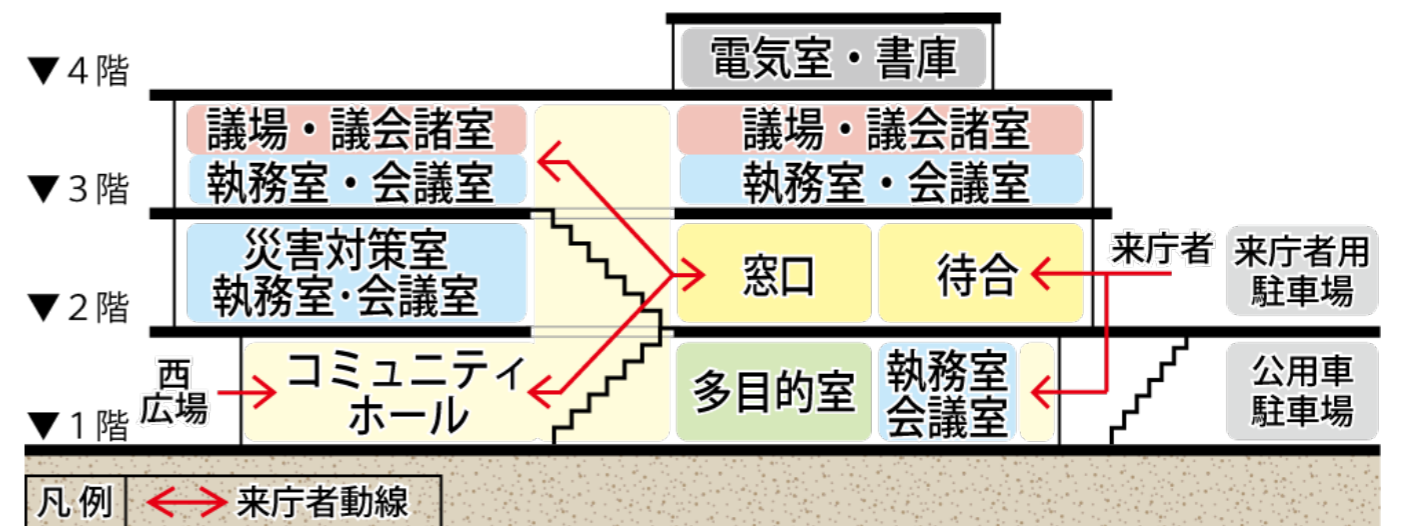 電気室・書庫
▼4階
議場・議会諸室
議場・議会諸室
執務室・会議室
執務室・会議室
▼3階
災害対策室
執務室・会議室
窓口
待合
来庁者
来庁者用
駐車場
▼2階
西
広場
コミュニティ
ホール
多目的室
執務室
会議室
公用車
駐車場
▼1階
凡例
来庁者動線